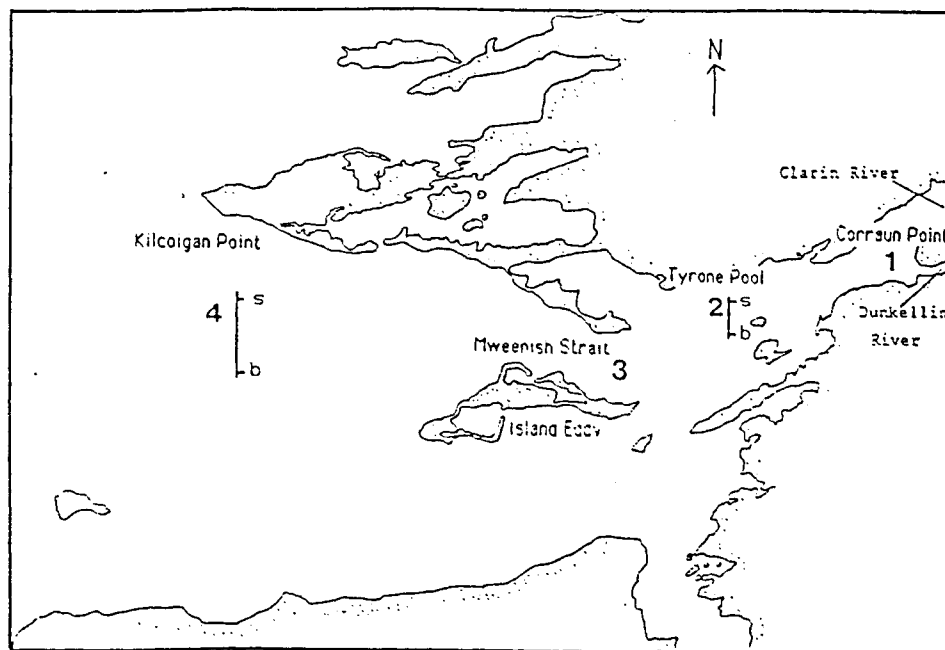 N
Clarin River
Kilcolgan Point
Corraun Point
1
Tyrone Pool
4
s
b
2
s
b
Dunkellin
River
Mweenish Strait
3
Island Eddy